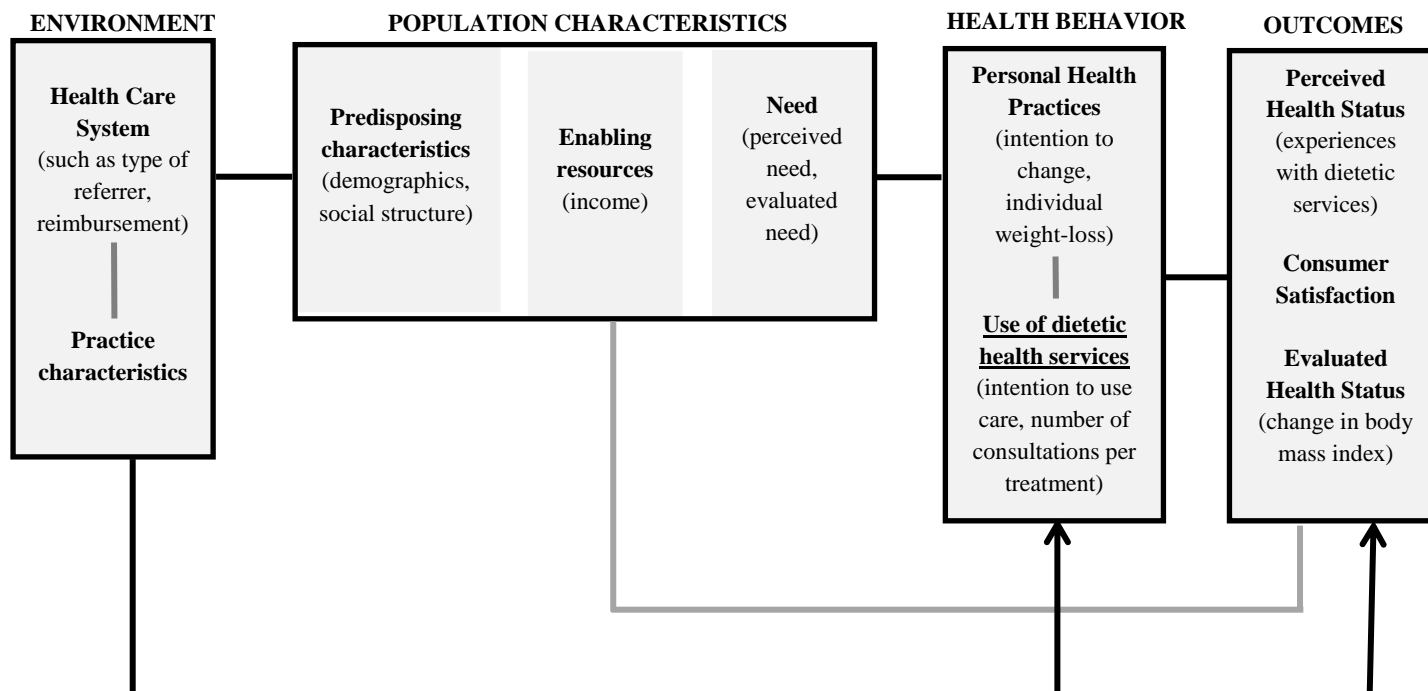 ENVIRONMENT
Health Care
System
(such as type of
referrer,
reimbursement)
Practice
characteristics
POPULATION CHARACTERISTICS
Predisposing
characteristics
(demographics,
social structure)
Enabling
resources
(income)
Need
(perceived
need,
evaluated
need)
HEALTH BEHAVIOR
Personal Health
Practices
(intention to
change,
individual
weight-loss)
Use of dietetic
health services
(intention to use
care, number of
consultations per
treatment)
OUTCOMES
Perceived
Health Status
(experiences
with dietetic
services)
Consumer
Satisfaction
Evaluated
Health Status
(change in body
mass index)